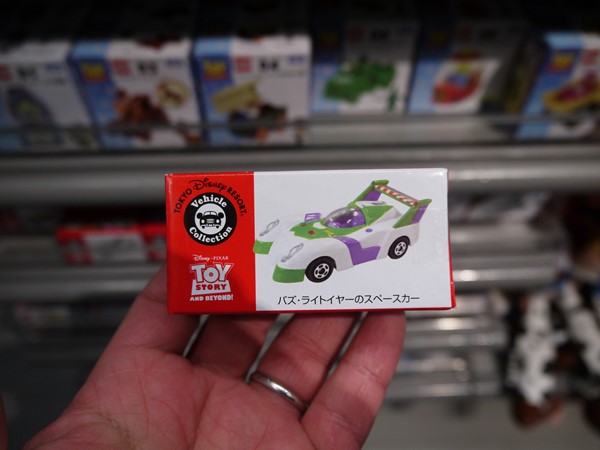 TOKYO Disney RESORT.
Vehicle
Collection
Disney · PIXAR
TOY
STORY
AND BEYOND!
バズ・ライトイヤーのスペースカー